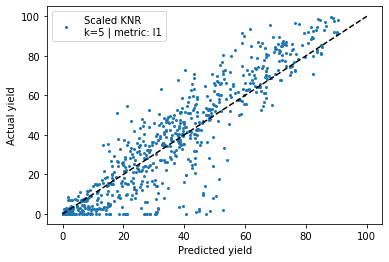 Scaled KNR
k=5 | metric: l1
100
80
60
40
20
0
Actual yield
0 20 40 60 80 100
Predicted yield